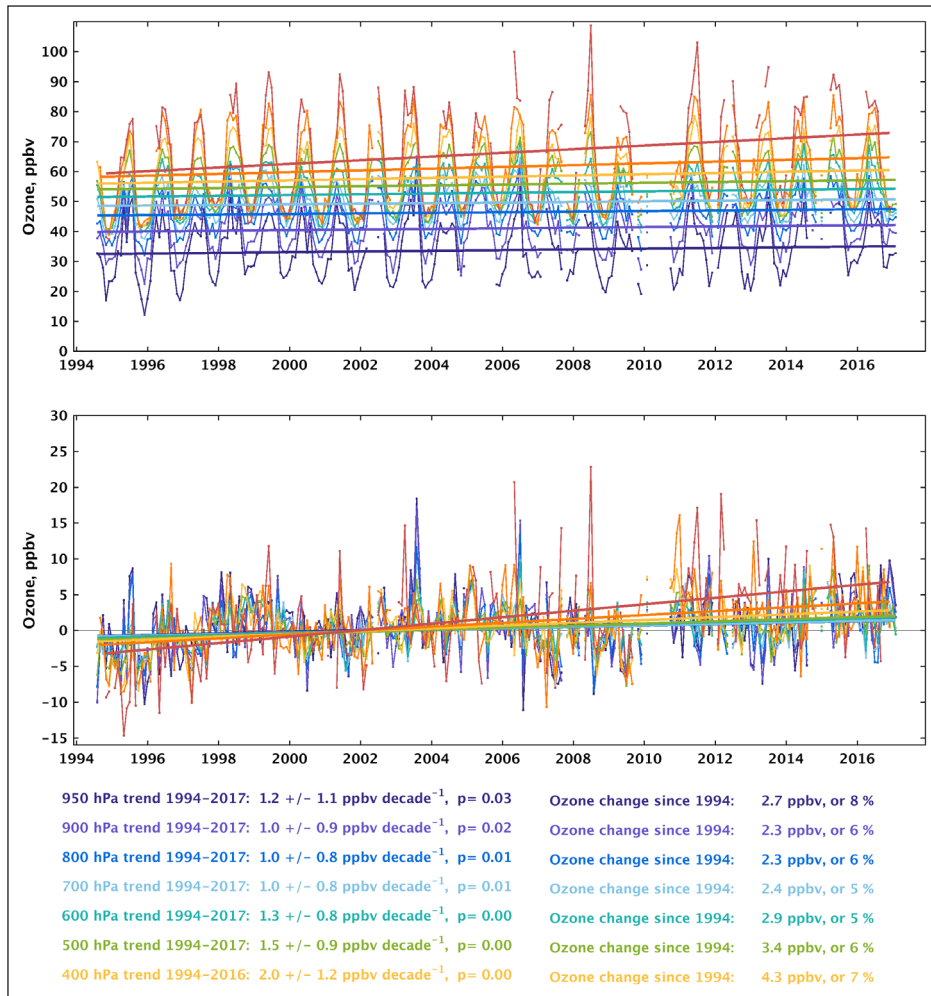 100
90
80
70
60
50
40
30
20
10
0
Ozone, ppbv
1994 1996 1998 2000 2002 2004 2006 2008 2010 2012 2014 2016
30
25
20
15
10
5
0
−5
−10
−15
Ozone, ppbv
1994 1996 1998 2000 2002 2004 2006 2008 2010 2012 2014 2016
950 hPa trend 1994–2017: 1.2 +/− 1.1 ppbv decade⁻¹, p= 0.03 Ozone change since 1994: 2.7 ppbv, or 8 %
900 hPa trend 1994–2017: 1.0 +/− 0.9 ppbv decade⁻¹, p= 0.02 Ozone change since 1994: 2.3 ppbv, or 6 %
800 hPa trend 1994–2017: 1.0 +/− 0.8 ppbv decade⁻¹, p= 0.01 Ozone change since 1994: 2.3 ppbv, or 6 %
700 hPa trend 1994–2017: 1.0 +/− 0.8 ppbv decade⁻¹, p= 0.01 Ozone change since 1994: 2.4 ppbv, or 5 %
600 hPa trend 1994–2017: 1.3 +/− 0.8 ppbv decade⁻¹, p= 0.00 Ozone change since 1994: 2.9 ppbv, or 5 %
500 hPa trend 1994–2017: 1.5 +/− 0.9 ppbv decade⁻¹, p= 0.00 Ozone change since 1994: 3.4 ppbv, or 6 %
400 hPa trend 1994–2016: 2.0 +/− 1.2 ppbv decade⁻¹, p= 0.00 Ozone change since 1994: 4.3 ppbv, or 7 %